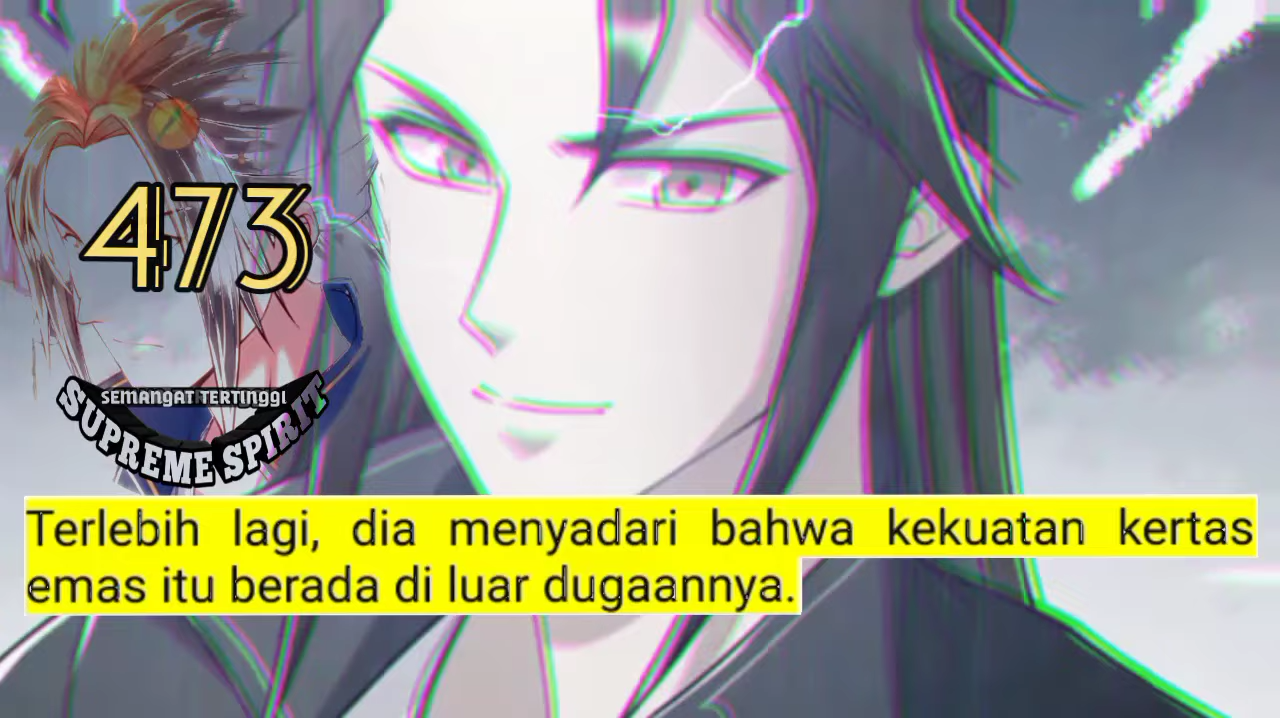 473
SEMANGAT TERTINGGI
SUPREME SPIRIT
Terlebih lagi, dia menyadari bahwa kekuatan kertas
emas itu berada di luar dugaannya.